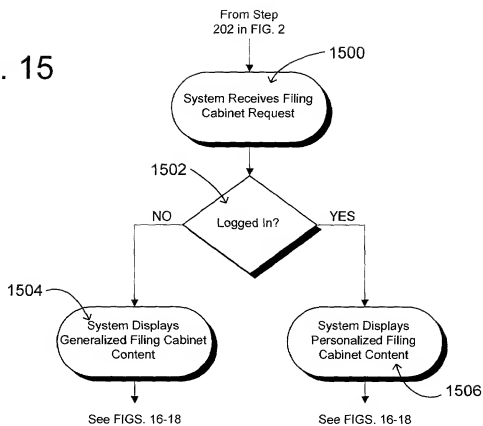 From Step
202 in FIG. 2
. 15
1500
System Receives Filing
Cabinet Request
1502
NO
Logged In?
YES
1504
System Displays
Generalized Filing Cabinet
Content
System Displays
Personalized Filing
Cabinet Content
1506
See FIGS. 16-18
See FIGS. 16-18